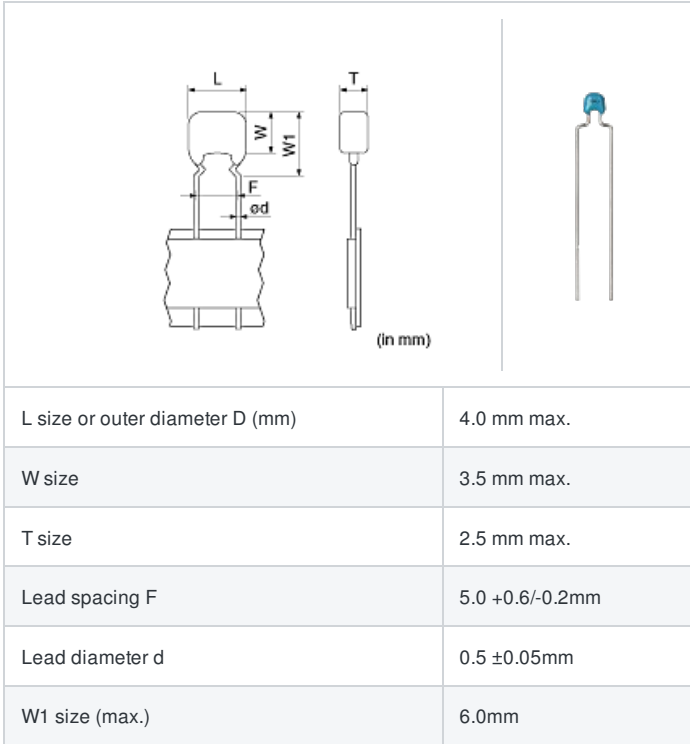 L
T
W
W1
F
ød
(in mm)
L size or outer diameter D (mm) 4.0 mm max.
W size 3.5 mm max.
T size 2.5 mm max.
Lead spacing F 5.0 +0.6/-0.2mm
Lead diameter d 0.5 ±0.05mm
W1 size (max.) 6.0mm